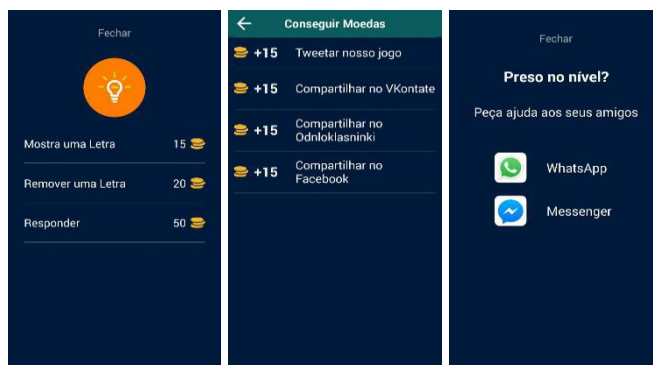 Fechar
Mostra uma Letra 15
Remover uma Letra 20
Responder 50
Conseguir Moedas
+15 Tweetar nosso jogo
+15 Compartilhar no VKontate
+15 Compartilhar no
Odnloklasninki
+15 Compartilhar no
Facebook
Fechar
Preso no nível?
Peça ajuda aos seus amigos
WhatsApp
Messenger